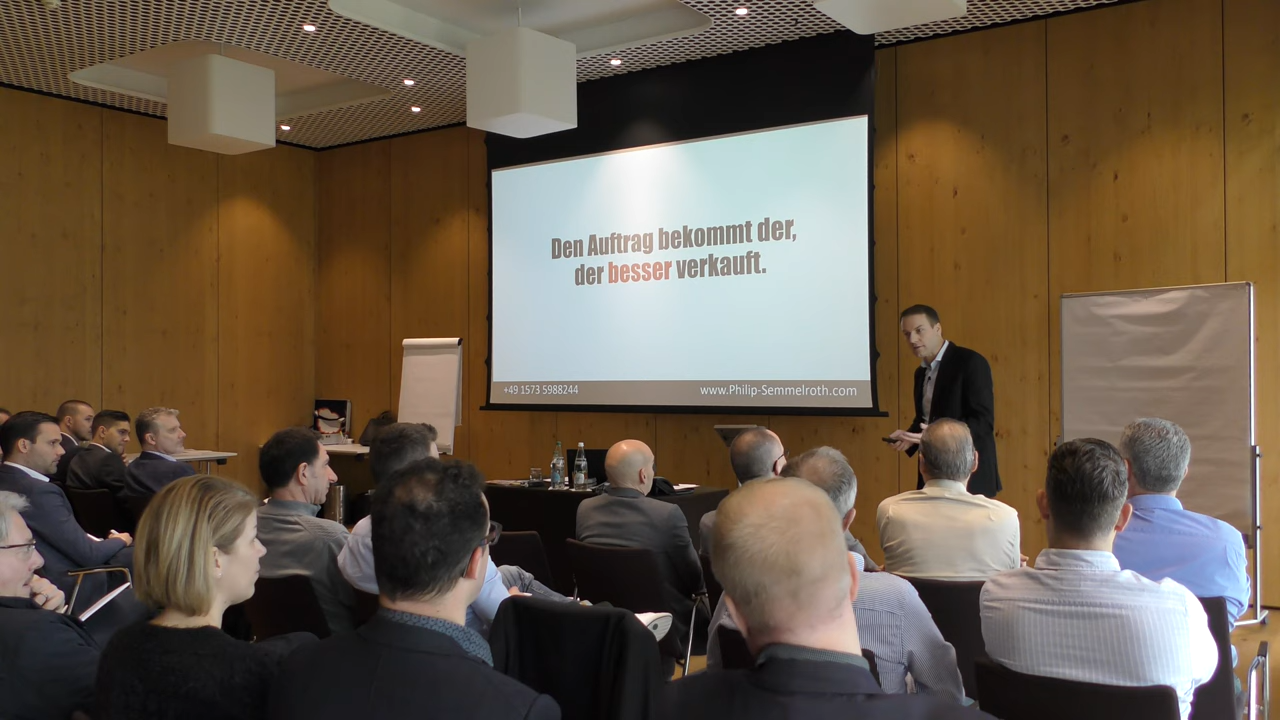 Den Auftrag bekommt der,
der besser verkauft.
+49 1573 5988244
www.Philip-Semmelroth.com